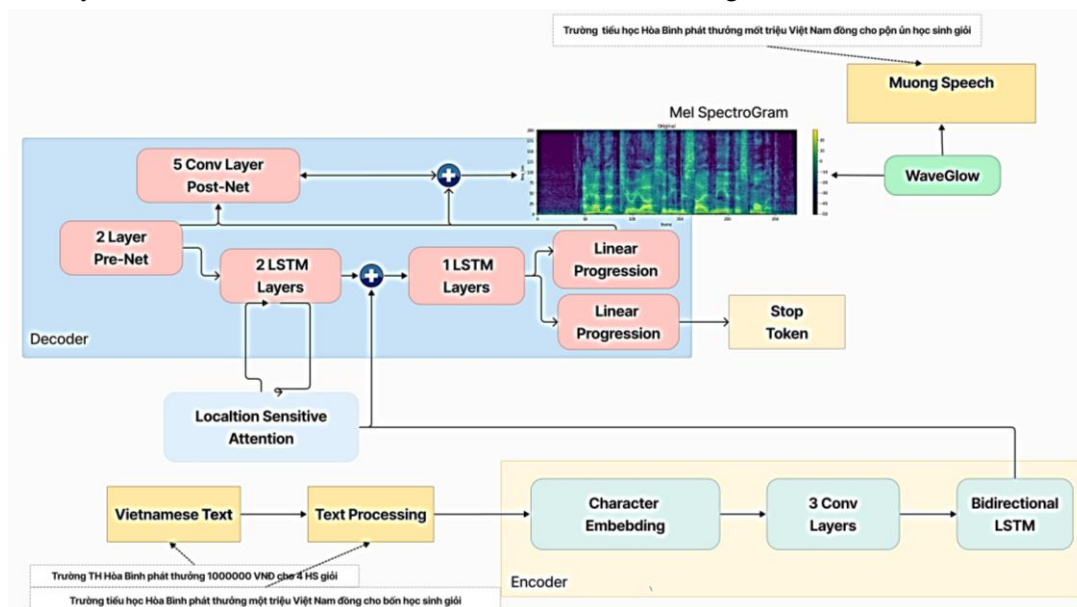 Trường tiểu học Hòa Bình phát thưởng mốt triệu Việt Nam đồng cho pộn ủn học sinh giỏi
Muong Speech
Mel SpectroGram
Original
5 Conv Layer
Post-Net
WaveGlow
2 Layer
Pre-Net
2 LSTM
Layers
1 LSTM
Layers
Linear
Progression
Linear
Progression
Stop
Token
Decoder
Localtion Sensitive
Attention
Vietnamese Text
Text Processing
Character
Embebding
3 Conv
Layers
Bidirectional
LSTM
Trường TH Hòa Bình phát thưởng 1000000 VNĐ cho 4 HS giỏi
Encoder
Trường tiểu học Hòa Bình phát thưởng một triệu Việt Nam đồng cho bốn học sinh giỏi